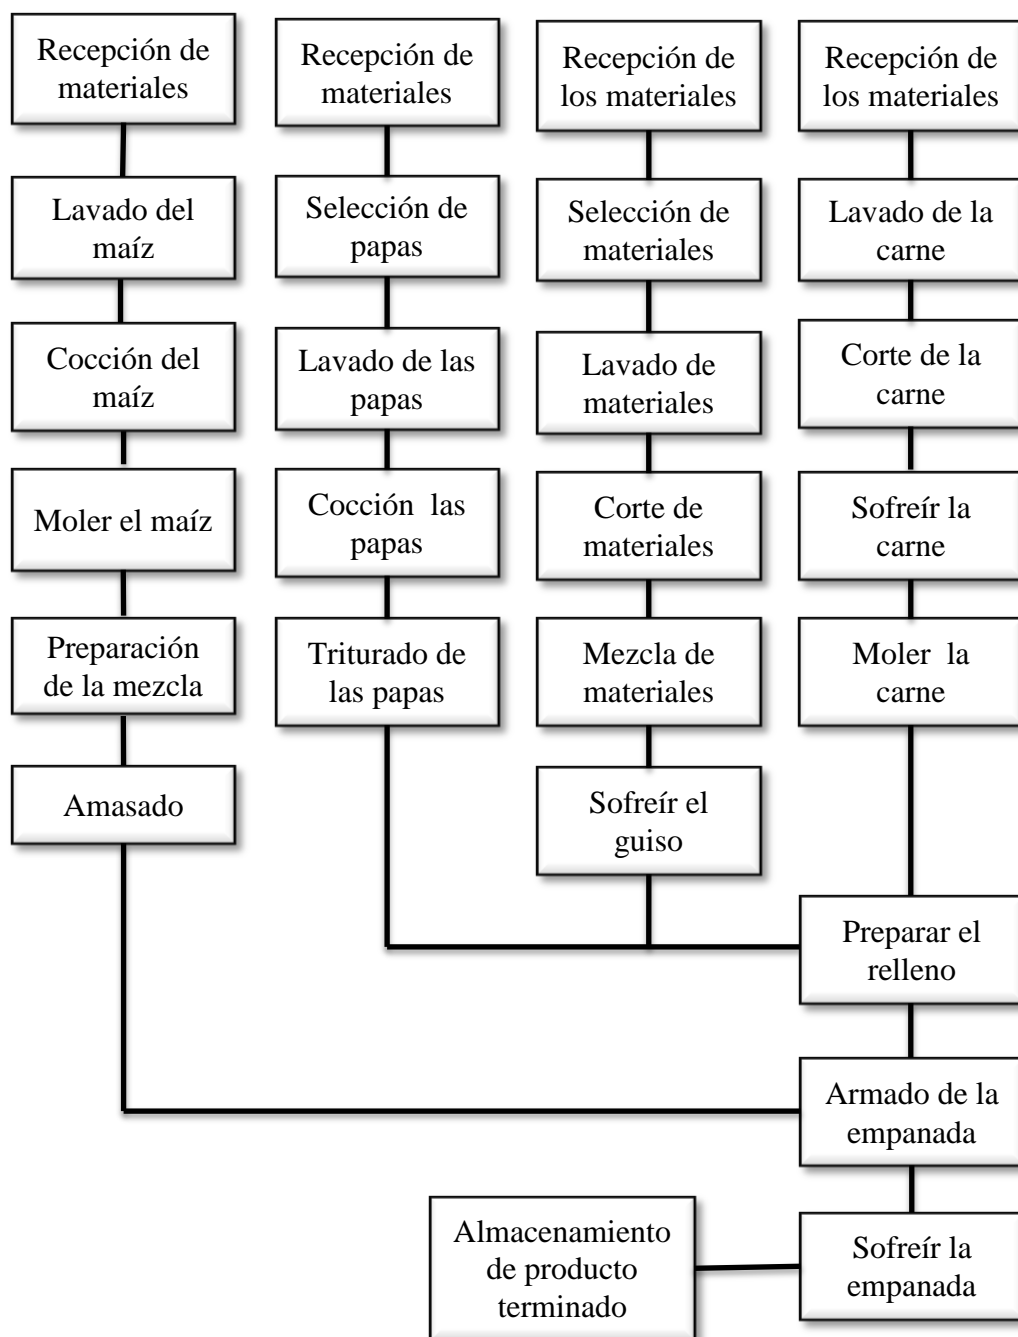 Recepción de
materiales
Recepción de
materiales
Recepción de
los materiales
Recepción de
los materiales
Lavado del
maíz
Selección de
papas
Selección de
materiales
Lavado de la
carne
Cocción del
maíz
Lavado de las
papas
Lavado de
materiales
Corte de la
carne
Moler el maíz
Cocción  las
papas
Corte de
materiales
Sofreír la
carne
Preparación
de la mezcla
Triturado de
las papas
Mezcla de
materiales
Moler  la
carne
Amasado
Sofreír el
guiso
Preparar el
relleno
Armado de la
empanada
Almacenamiento
de producto
terminado
Sofreír la
empanada